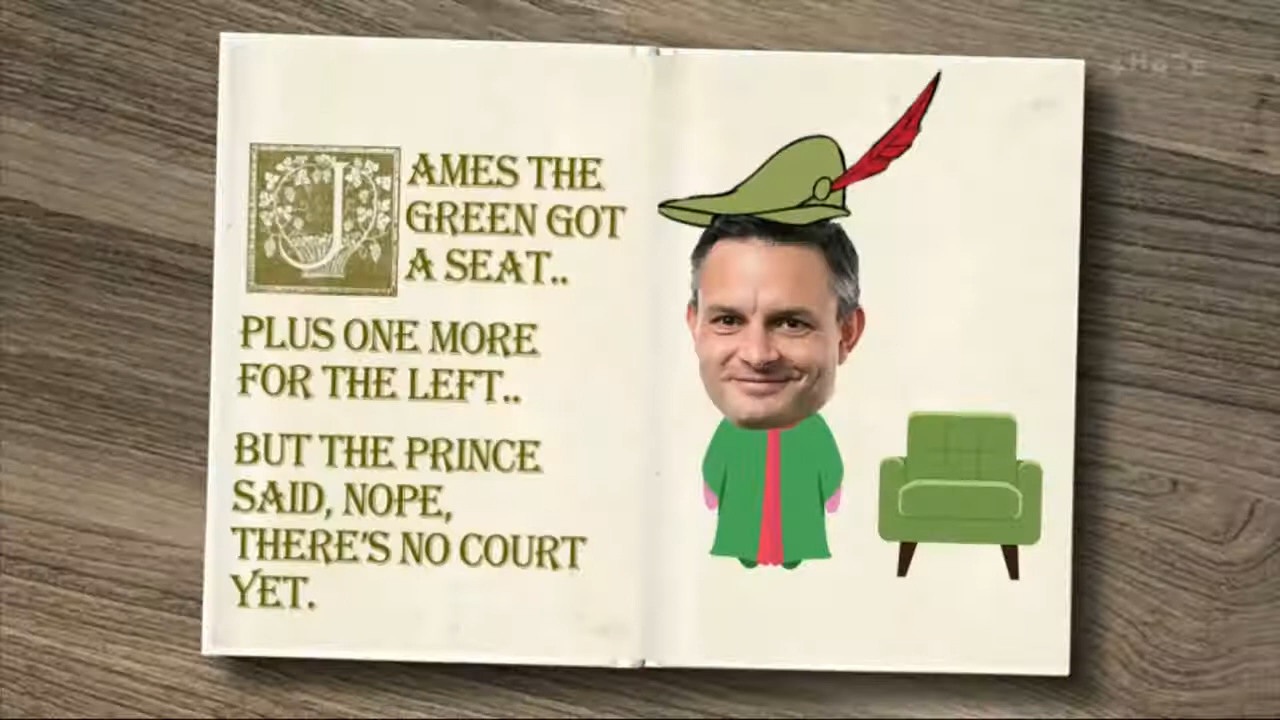 JAMES THE
GREEN GOT
A SEAT..
PLUS ONE MORE
FOR THE LEFT..
BUT THE PRINCE
SAID, NOPE,
THERE'S NO COURT
YET.